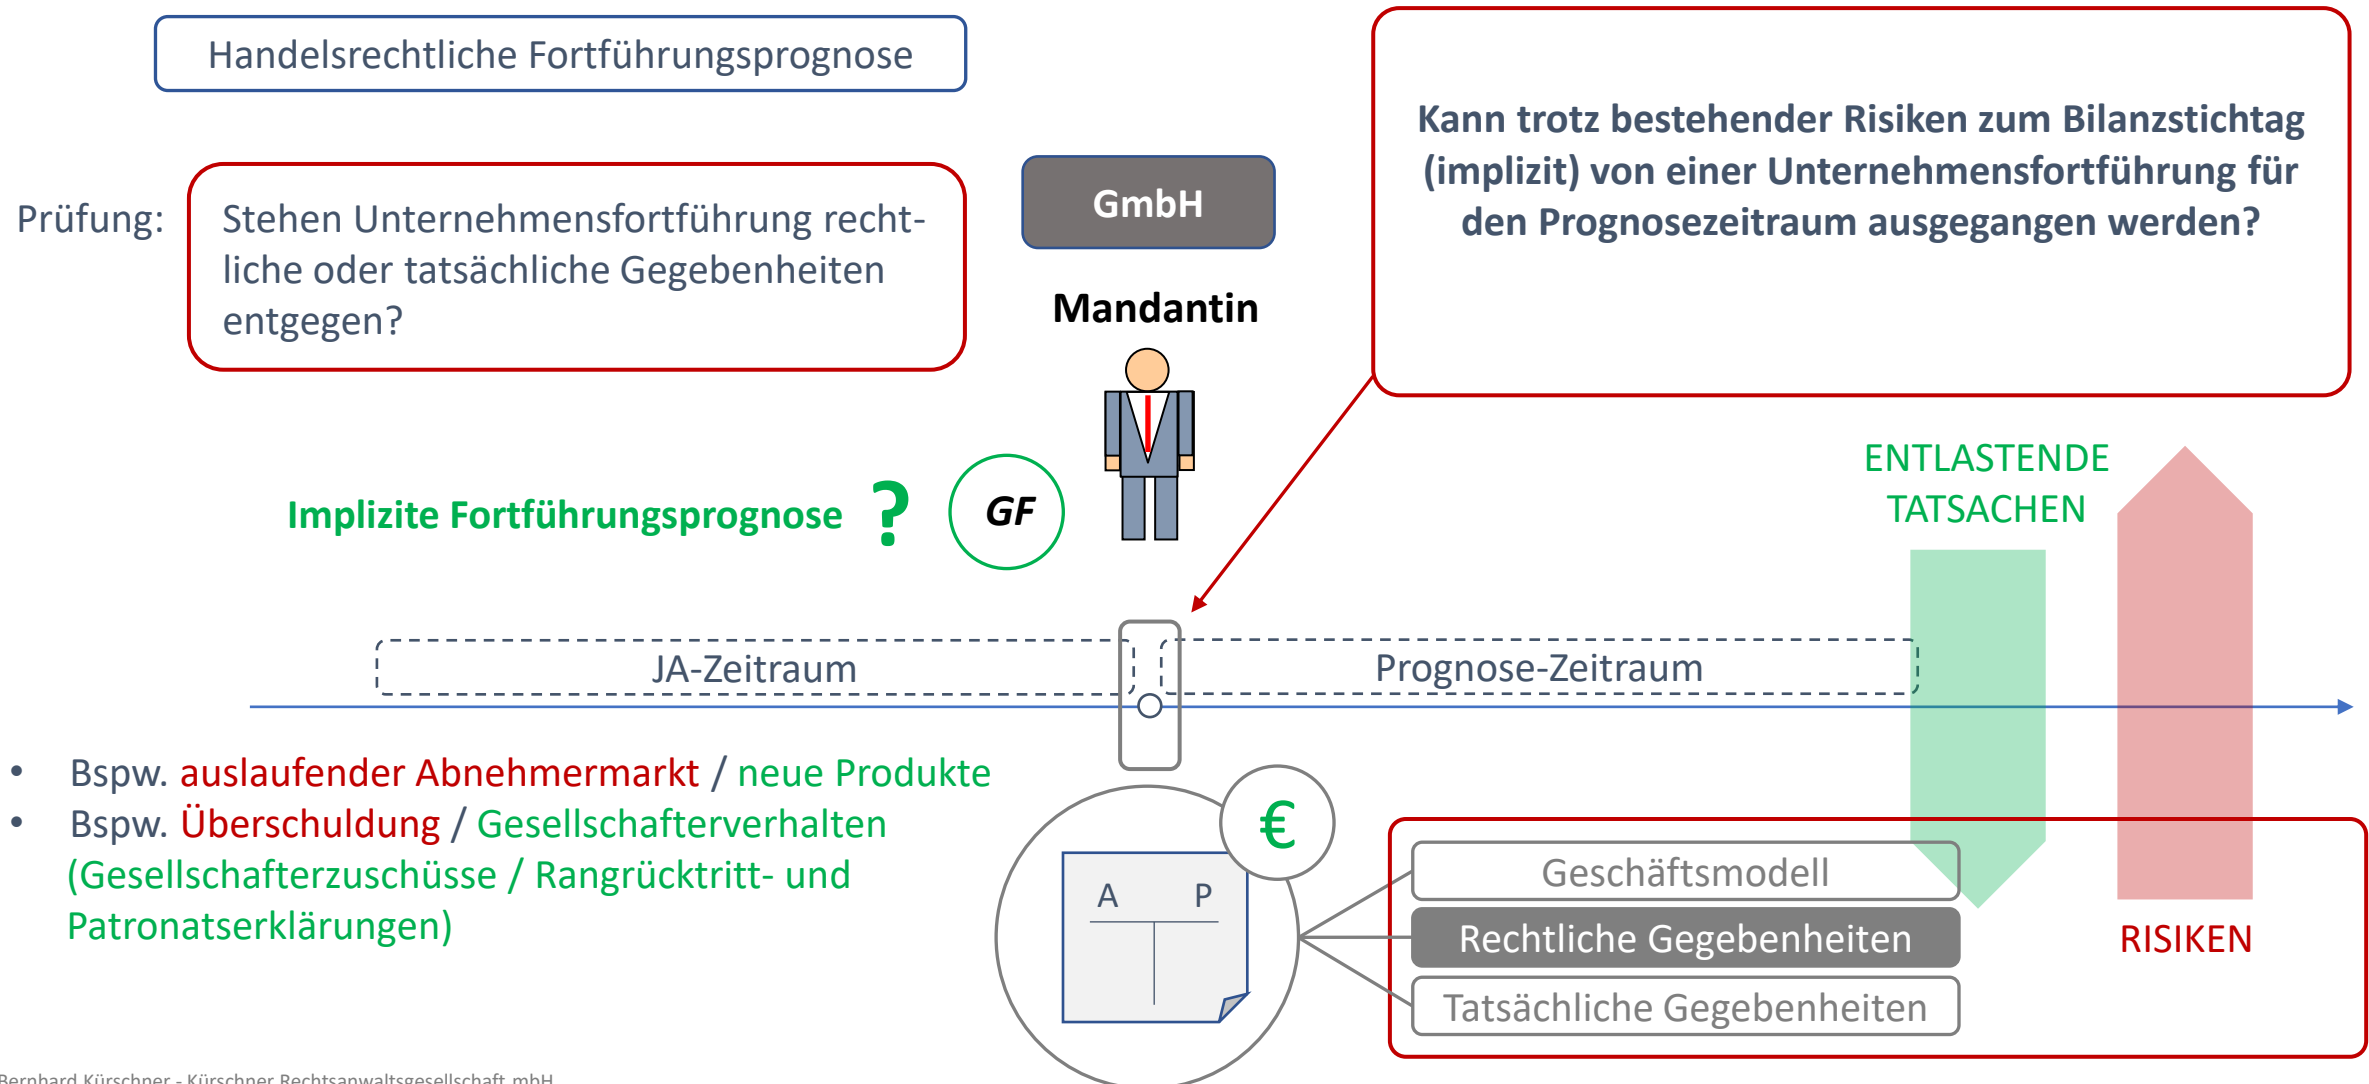 Handelsrechtliche Fortführungsprognose
Prüfung:
Stehen Unternehmensfortführung recht-
liche oder tatsächliche Gegebenheiten
entgegen?
GmbH
Mandantin
Kann trotz bestehender Risiken zum Bilanzstichtag
(implizit) von einer Unternehmensfortführung für
den Prognosezeitraum ausgegangen werden?
Implizite Fortführungsprognose ?
GF
ENTLASTENDE
TATSACHEN
JA-Zeitraum
Prognose-Zeitraum
• Bspw. auslaufender Abnehmermarkt / neue Produkte
• Bspw. Überschuldung / Gesellschafterverhalten
(Gesellschafterzuschüsse / Rangrücktritt- und
Patronatserklärungen)
€
A P
Geschäftsmodell
Rechtliche Gegebenheiten
Tatsächliche Gegebenheiten
RISIKEN
Bernhard Kürschner - Kürschner Rechtsanwaltsgesellschaft mbH